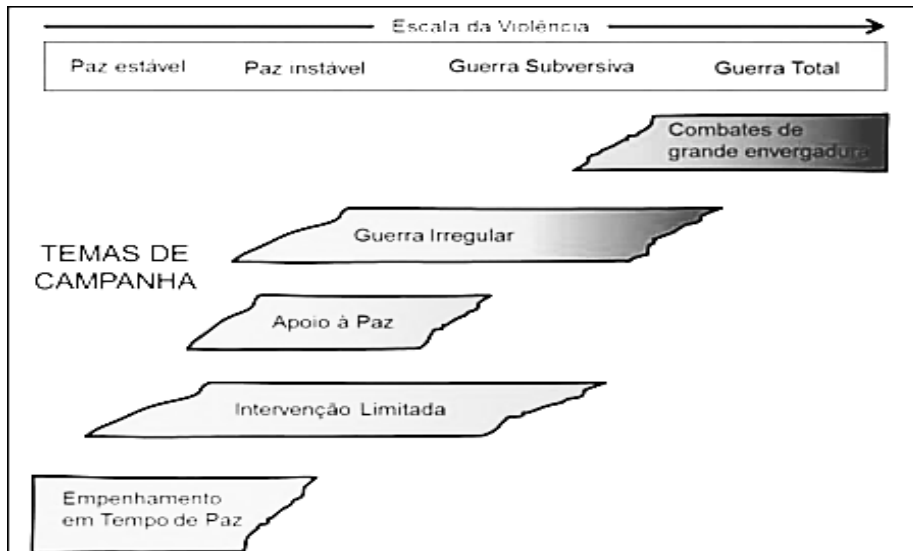 Escala da Violência
Paz estável
Paz instável
Guerra Subversiva
Guerra Total
Combates de
grande envergadura
Guerra Irregular
TEMAS DE
CAMPANHA
Apoio à Paz
Intervenção Limitada
Empenhamento
em Tempo de Paz